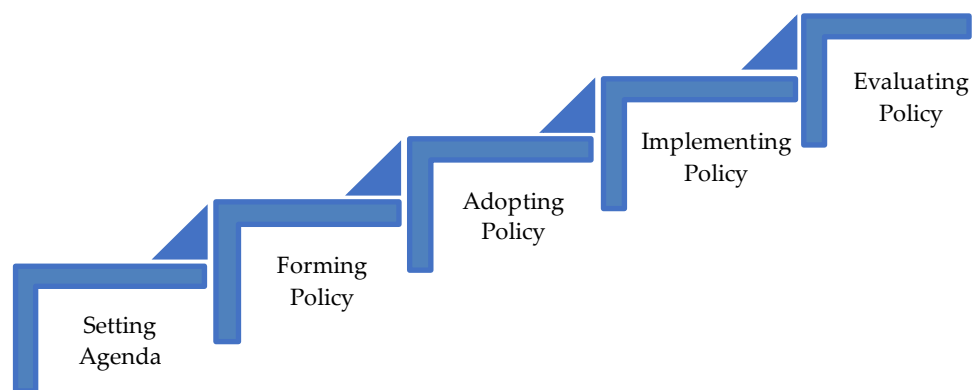 Setting
Agenda
Forming
Policy
Adopting
Policy
Implementing
Policy
Evaluating
Policy